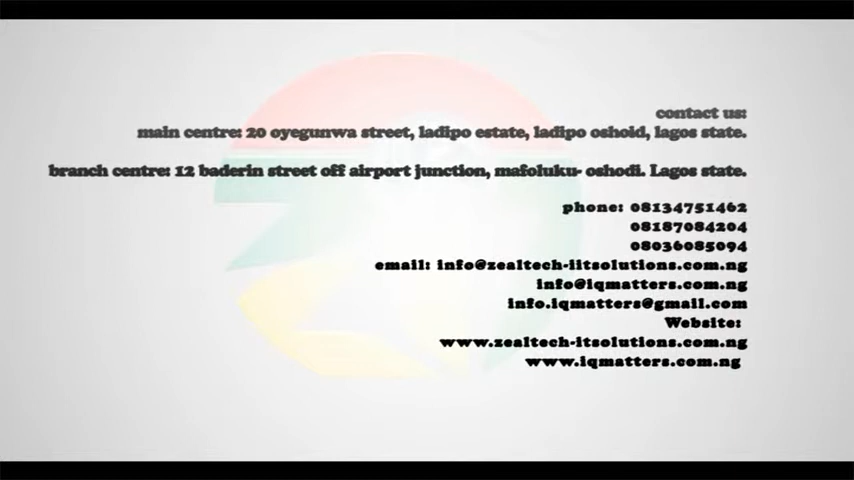 contact us:
main centre: 20 oyegunwa street, ladipo estate, ladipo oshoid, lagos state.
branch centre: 12 baderin street off airport junction, mafoluku- oshodi. Lagos state.
phone: 08134751462
08187084204
08036085094
email: info@zealtech-iitsolutions.com.ng
info@iqmatters.com.ng
info.iqmatters@gmail.com
Website:
www.zealtech-itsolutions.com.ng
www.iqmatters.com.ng